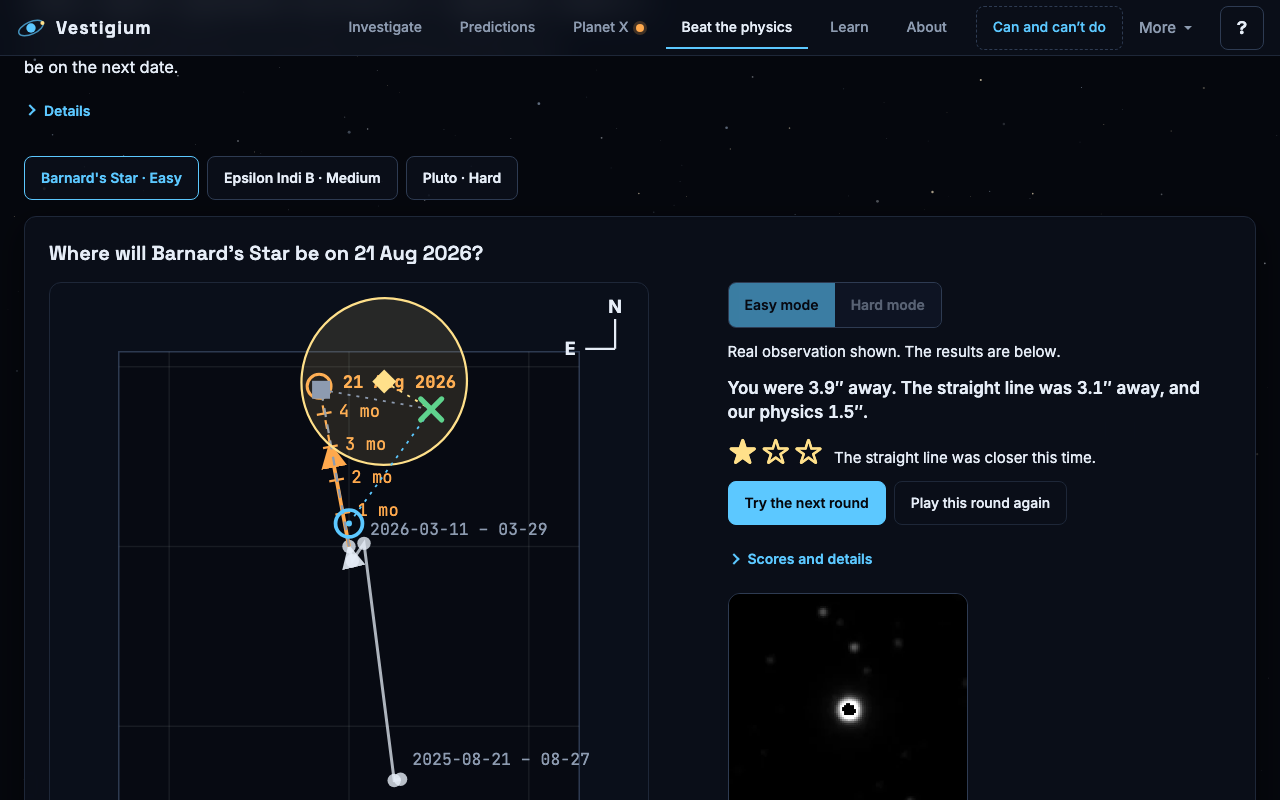 Vestigium
Investigate
Predictions
Planet X
Beat the physics
Learn
About
Can and can't do
More
?
be on the next date.
Details
Barnard's Star · Easy
Epsilon Indi B · Medium
Pluto · Hard
Where will Barnard's Star be on 21 Aug 2026?
N
E
21 Aug 2026
4 mo
3 mo
2 mo
1 mo
2026-03-11 – 03-29
2025-08-21 – 08-27
Easy mode
Hard mode
Real observation shown. The results are below.
You were 3.9″ away. The straight line was 3.1″ away, and
our physics 1.5″.
The straight line was closer this time.
Try the next round
Play this round again
Scores and details